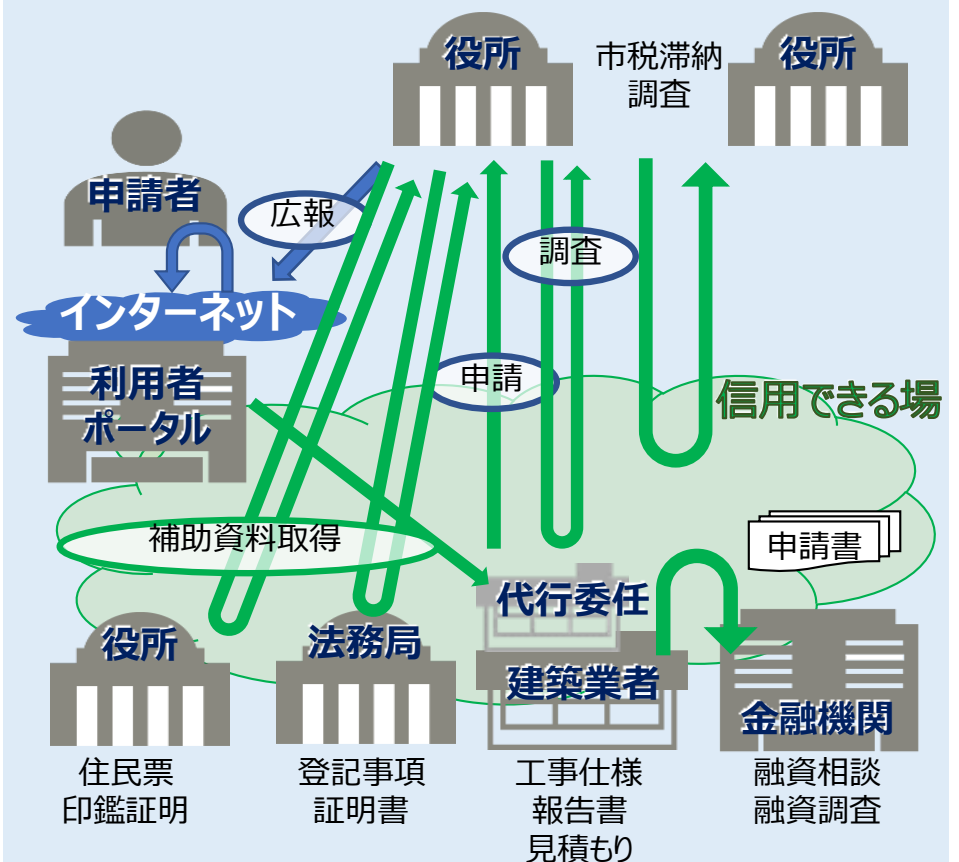 役所
市税滞納
調査
役所
申請者
広報
調査
インターネット
利用者
ポータル
申請
信用できる場
補助資料取得
申請書
代行委任
役所
法務局
建築業者
金融機関
住民票
印鑑証明
登記事項
証明書
工事仕様
報告書
見積もり
融資相談
融資調査